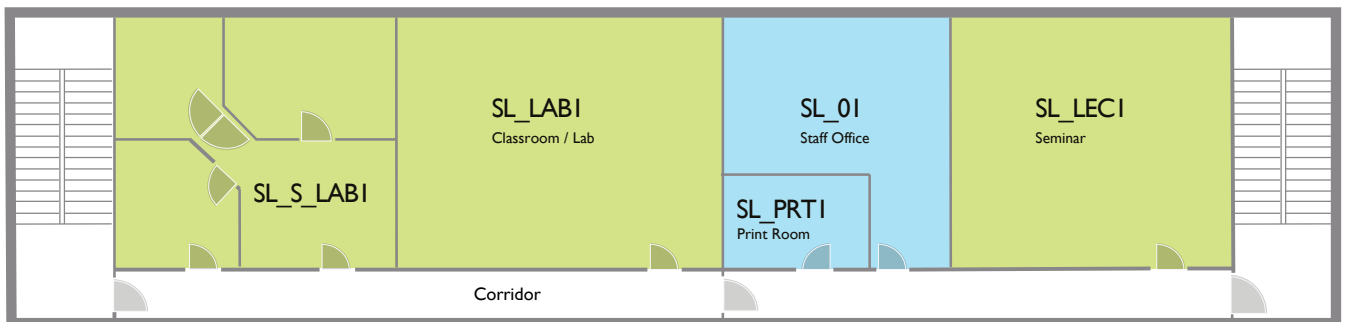 SL_LAB1
Classroom / Lab
SL_01
Staff Office
SL_LEC1
Seminar
SL_S_LAB1
SL_PRT1
Print Room
Corridor